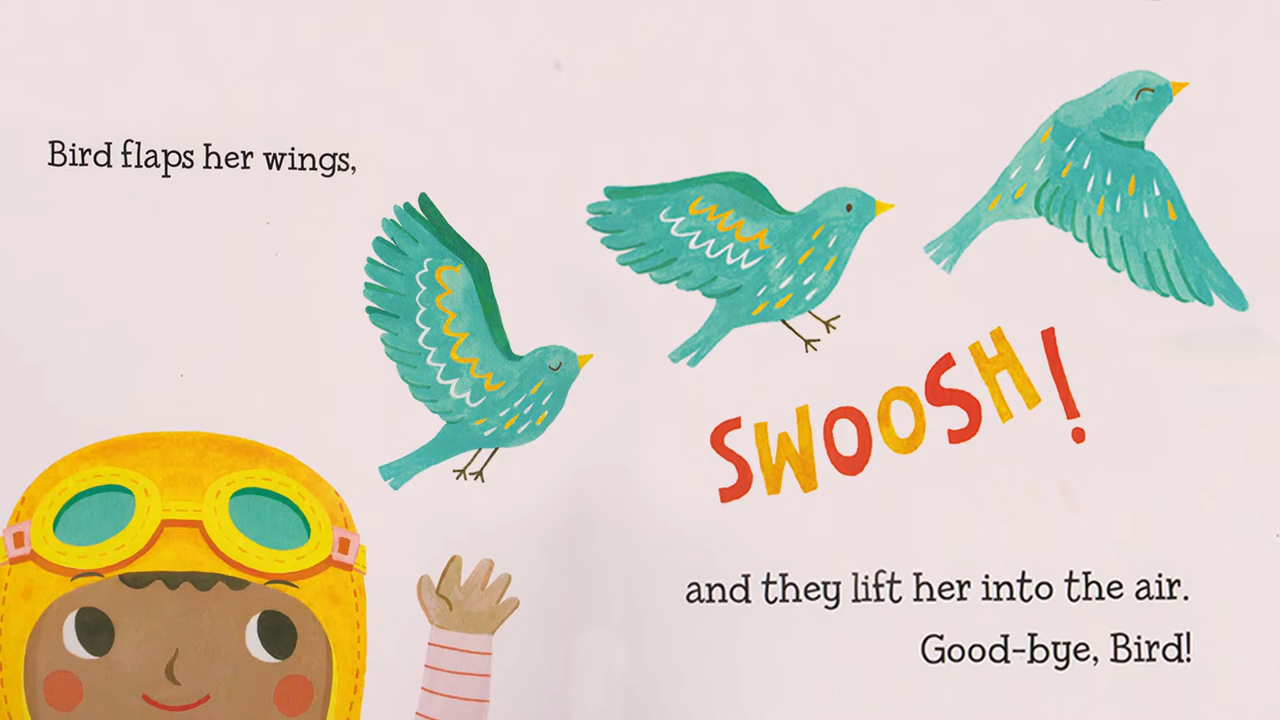 Bird flaps her wings,
SWOOSH!
and they lift her into the air.
Good-bye, Bird!